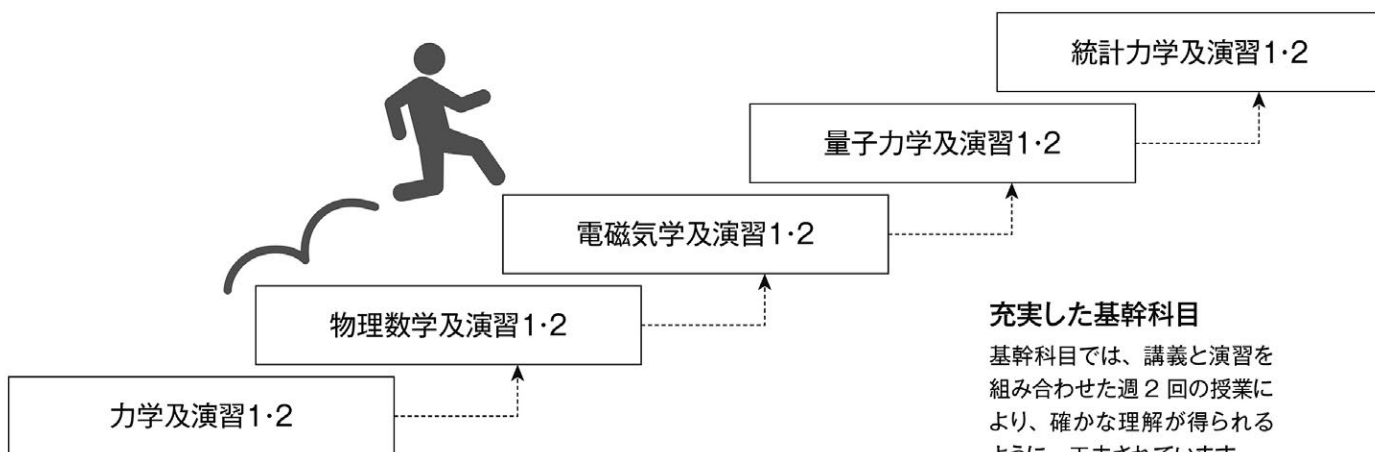 統計力学及演習1·2
量子力学及演習1·2
電磁気学及演習1·2
物理数学及演習1·2
力学及演習1·2
充実した基幹科目
基幹科目では、講義と演習を
組み合わせた週2回の授業に
より、確かな理解が得られる